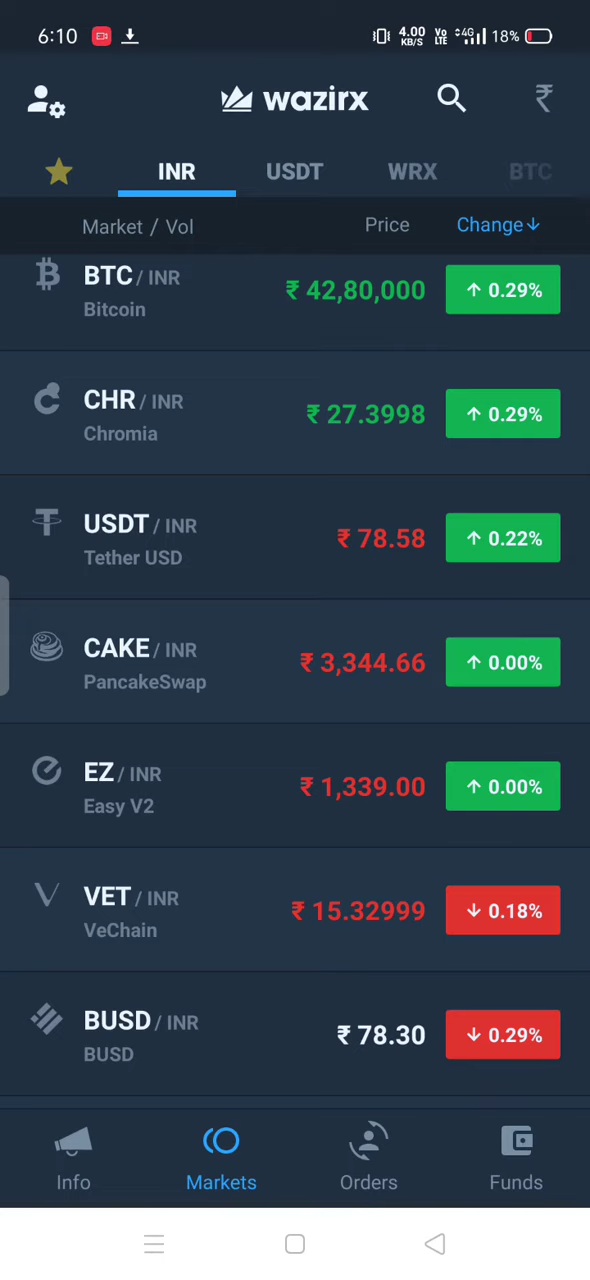 6:10 4.00 KB/S Vo LTE 4G 18%
wazirx ₹
INR USDT WRX BTC
Market / Vol Price Change↓
BTC / INR ₹ 42,80,000 ↑ 0.29%
Bitcoin
CHR / INR ₹ 27.3998 ↑ 0.29%
Chromia
USDT / INR ₹ 78.58 ↑ 0.22%
Tether USD
CAKE / INR ₹ 3,344.66 ↑ 0.00%
PancakeSwap
EZ / INR ₹ 1,339.00 ↑ 0.00%
Easy V2
VET / INR ₹ 15.32999 ↓ 0.18%
VeChain
BUSD / INR ₹ 78.30 ↓ 0.29%
BUSD
Info Markets Orders Funds